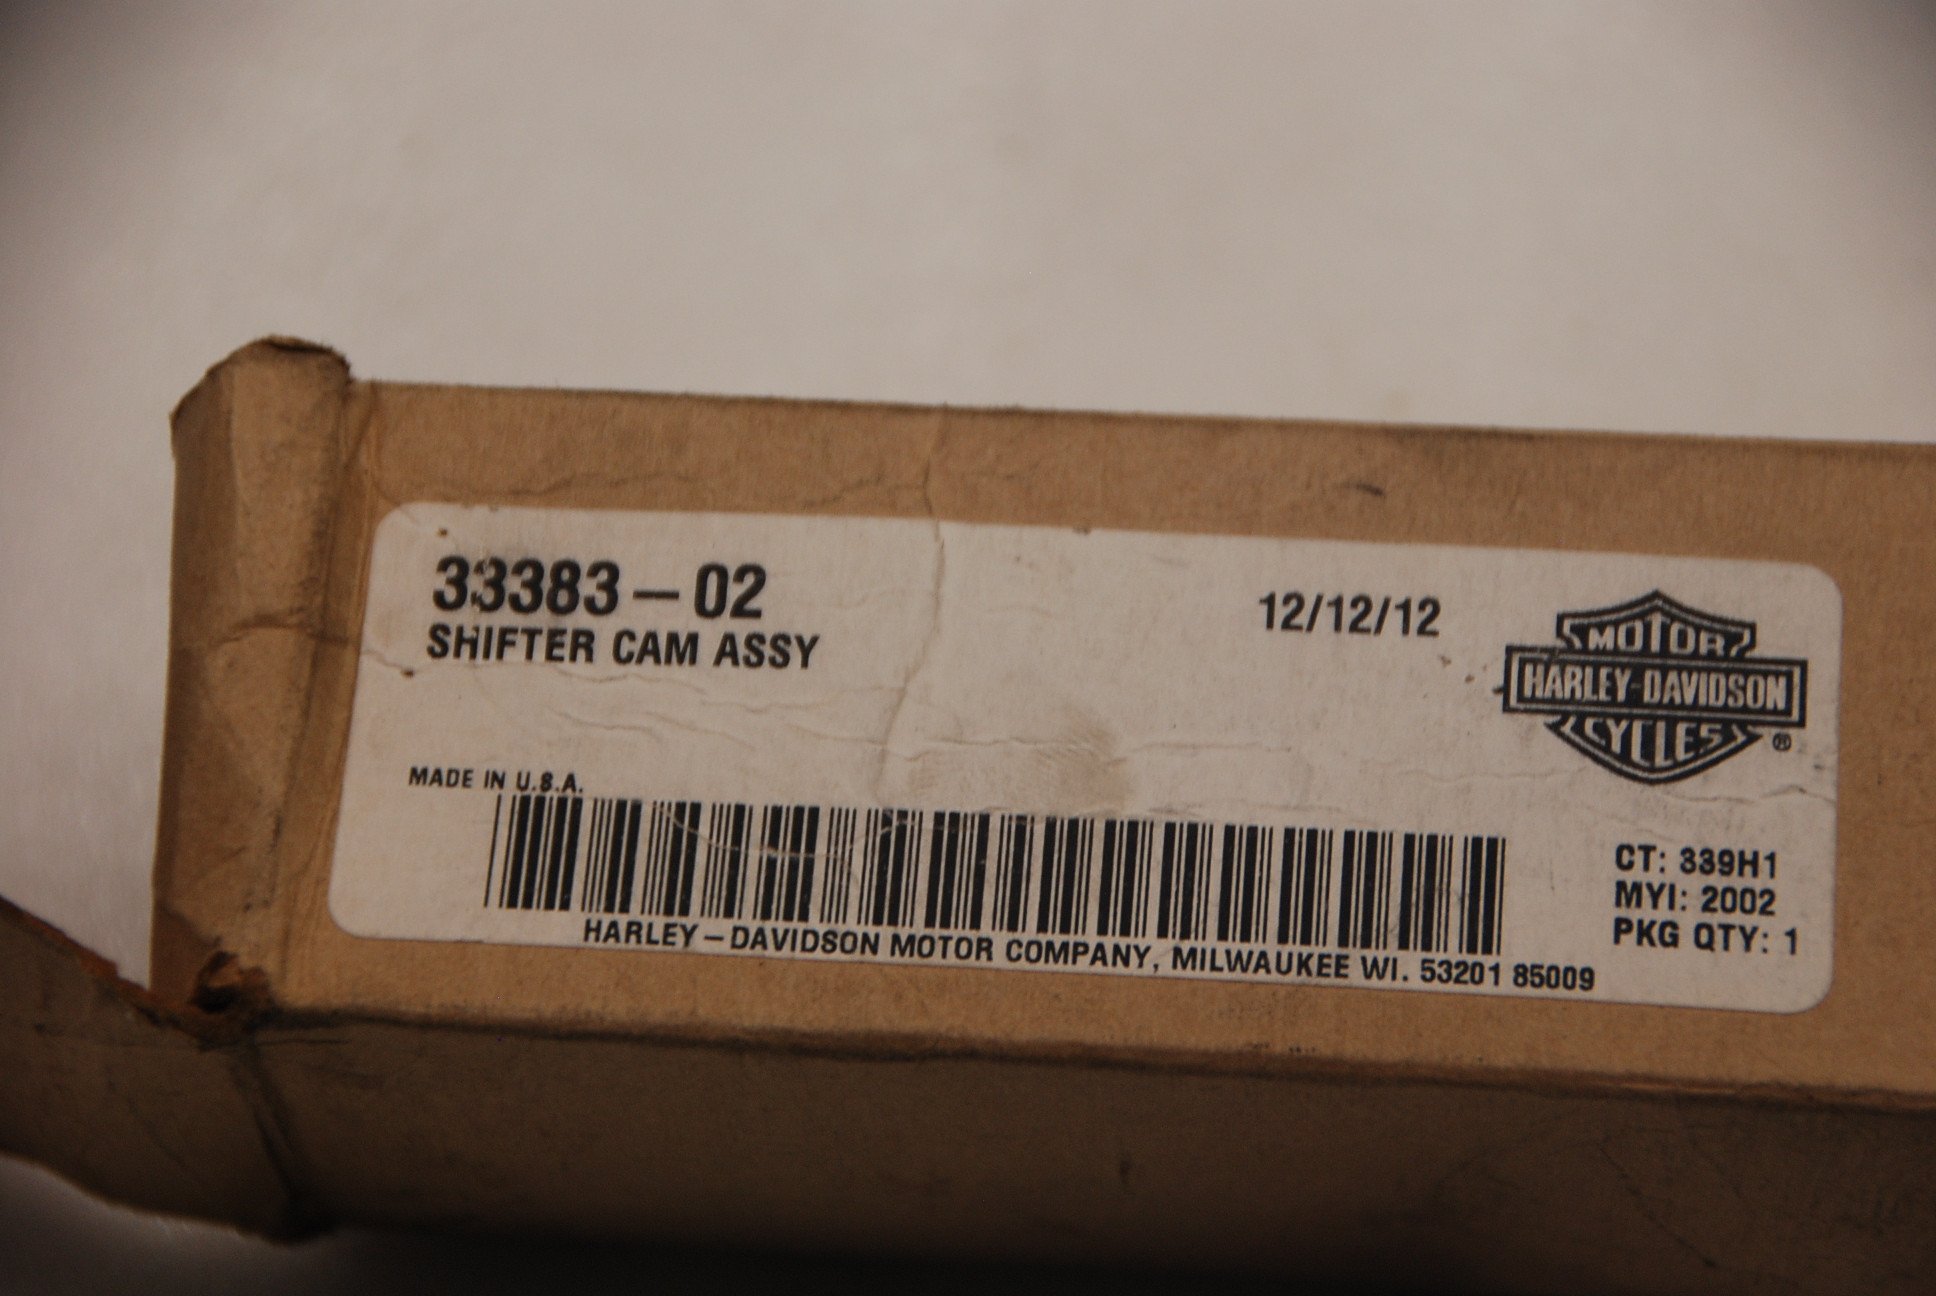 33383-02
SHIFTER CAM ASSY
12/12/12
MOTOR
HARLEY-DAVIDSON
CYCLES
®
MADE IN U.S.A.
CT: 339H1
MYI: 2002
PKG QTY: 1
HARLEY-DAVIDSON MOTOR COMPANY, MILWAUKEE WI. 53201 85009